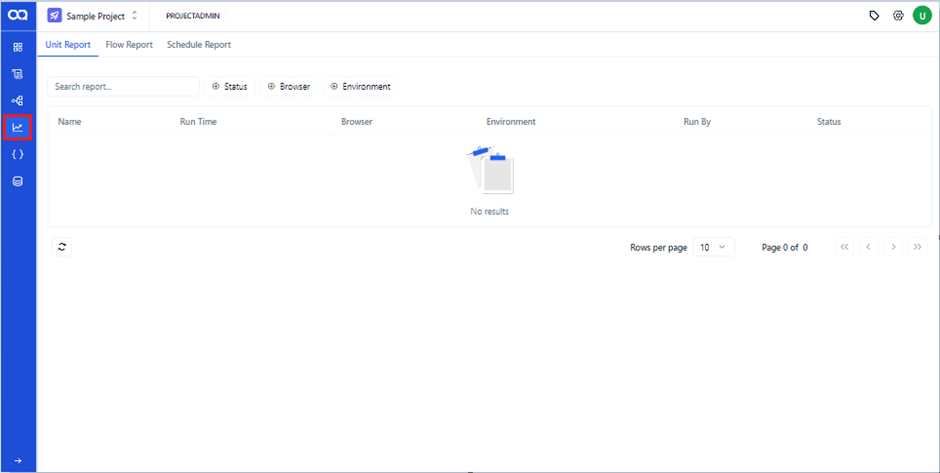 Sample Project PROJECTADMIN U
Unit Report Flow Report Schedule Report
Search report... Status Browser Environment
Name Run Time Browser Environment Run By Status
No results
Rows per page 10 Page 0 of 0